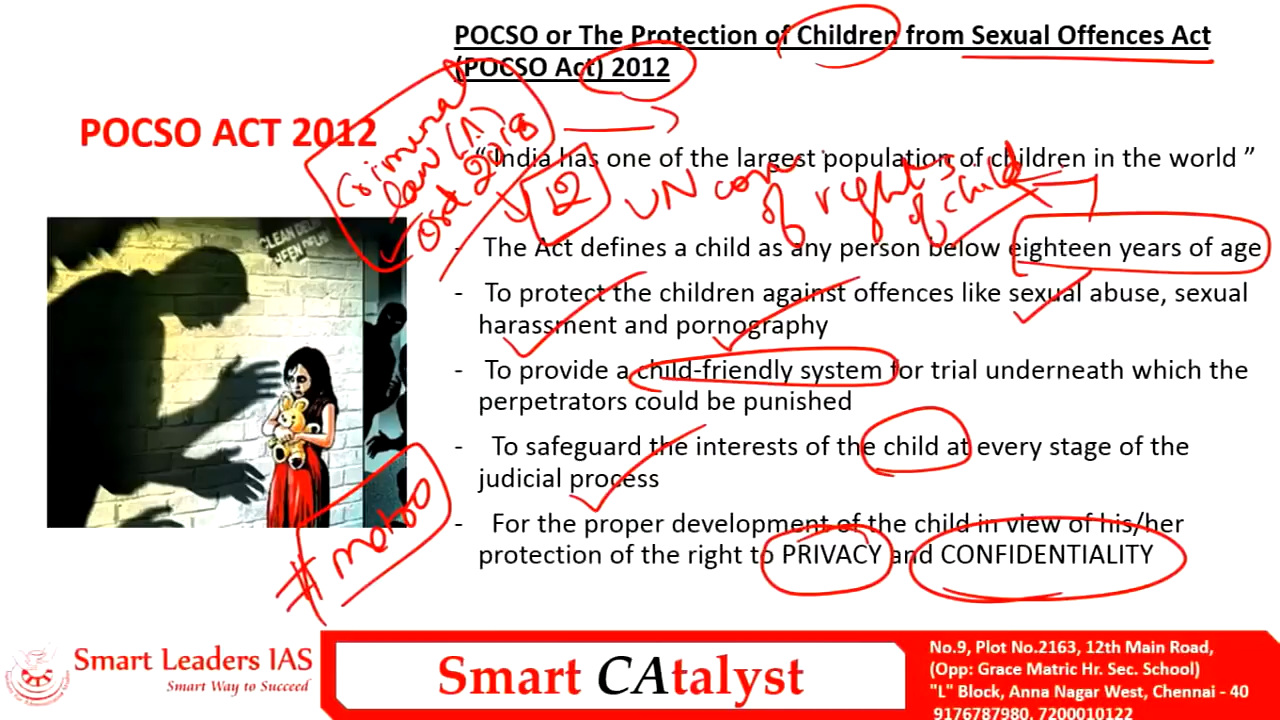 POCSO or The Protection of Children from Sexual Offences Act
(POCSO Act) 2012
POCSO ACT 2012
Criminal
law (A)
Ord 2018
" India has one of the largest population of children in the world "
12 UN con
of rights
of child
- The Act defines a child as any person below eighteen years of age
- To protect the children against offences like sexual abuse, sexual
harassment and pornography
- To provide a child-friendly system for trial underneath which the
perpetrators could be punished
- To safeguard the interests of the child at every stage of the
judicial process
- For the proper development of the child in view of his/her
protection of the right to PRIVACY and CONFIDENTIALITY
CLEAN DEL
# metoo
Smart Leaders IAS
Smart Way to Succeed
Smart CAtalyst
No.9, Plot No.2163, 12th Main Road,
(Opp: Grace Matric Hr. Sec. School)
"L" Block, Anna Nagar West, Chennai - 40
9176787980, 7200010122